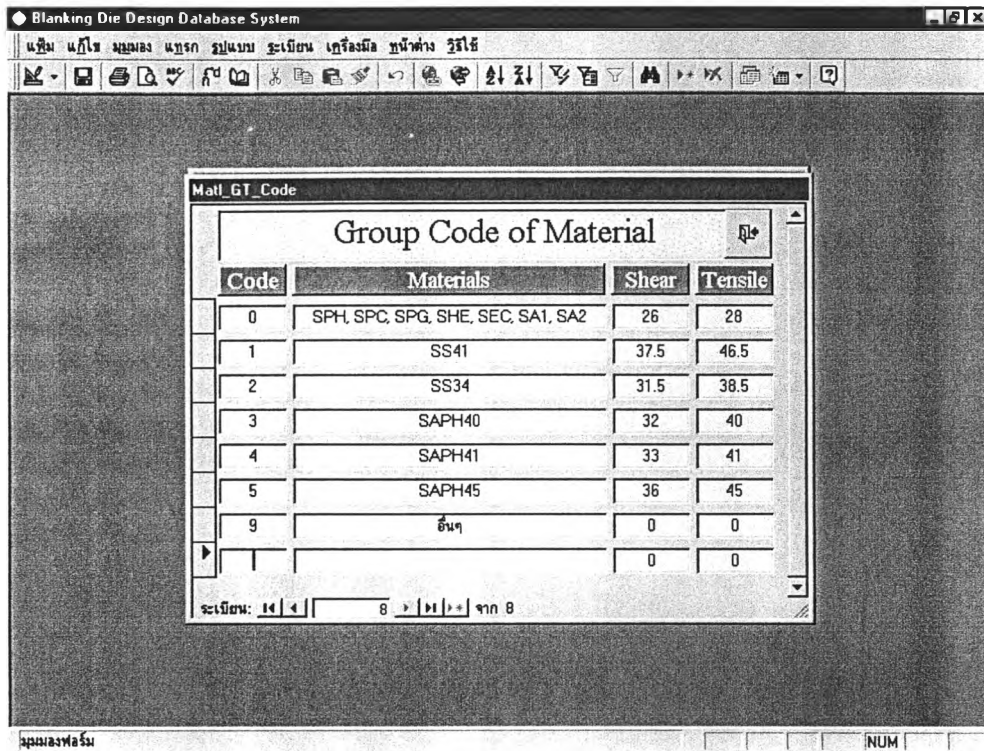 Blanking Die Design Database System
แฟ้ม แก้ไข มุมมอง แทรก รูปแบบ ระเบียน เครื่องมือ หน้าต่าง วิธีใช้
Matl_GT_Code
Group Code of Material
Code Materials Shear Tensile
0 SPH, SPC, SPG, SHE, SEC, SA1, SA2 26 28
1 SS41 37.5 46.5
2 SS34 31.5 38.5
3 SAPH40 32 40
4 SAPH41 33 41
5 SAPH45 36 45
9 อื่นๆ 0 0
0 0
ระเบียน: 8 จาก 8
มุมมองฟอร์ม NUM